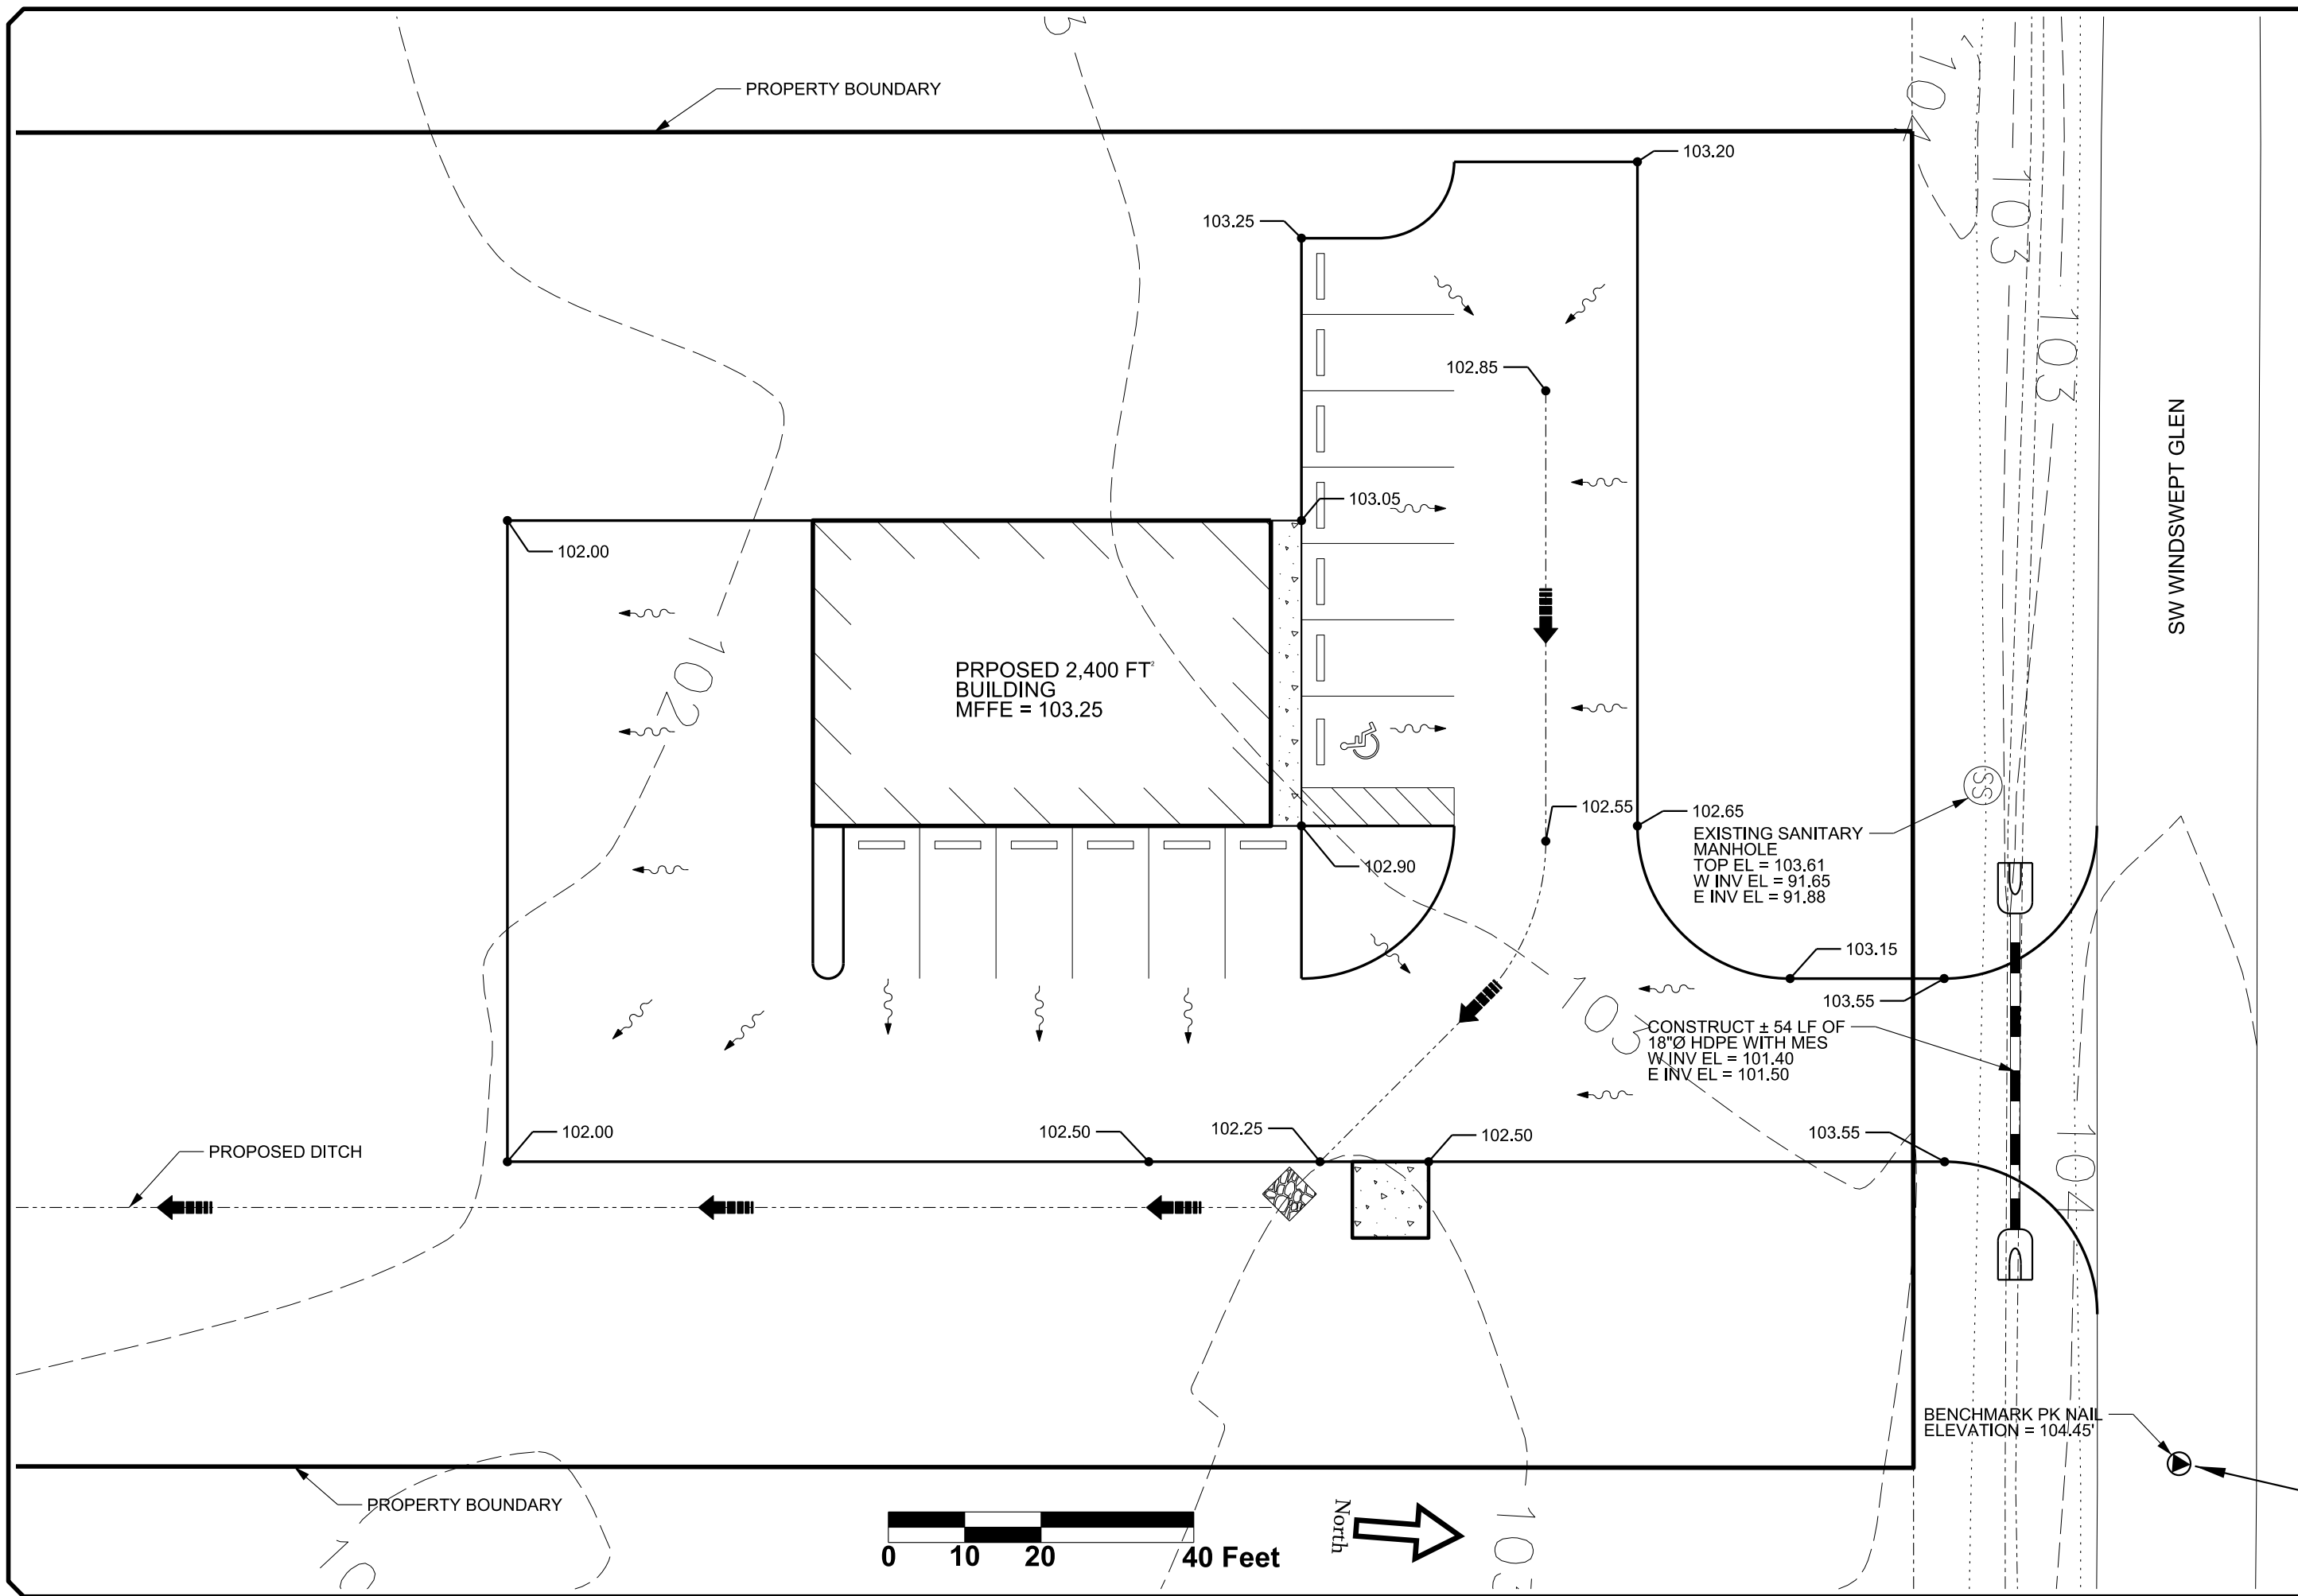 3
104
PROPERTY BOUNDARY
103.20
103
103.25
103
102.85
SW WINDSWEPT GLEN
103.05
102.00
102
PRPOSED 2,400 FT²
BUILDING
MFFE = 103.25
102.55
102.65
EXISTING SANITARY
MANHOLE
TOP EL = 103.61
W INV EL = 91.65
E INV EL = 91.88
SS
102.90
103.15
103.55
103
CONSTRUCT ± 54 LF OF
18"Ø HDPE WITH MES
W INV EL = 101.40
E INV EL = 101.50
102.00
102.50
102.25
102.50
103.55
104
PROPOSED DITCH
BENCHMARK PK NAIL
ELEVATION = 104.45'
PROPERTY BOUNDARY
North
0 10 20 40 Feet
103